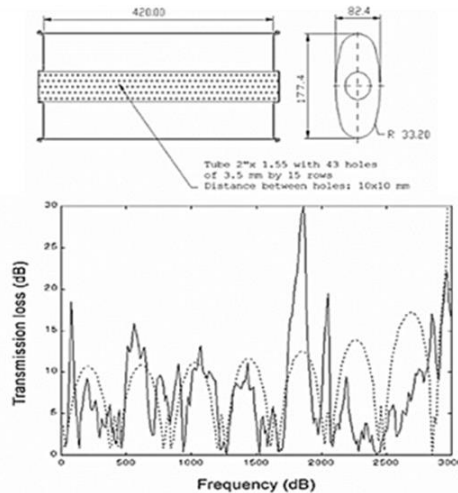 420.00
82.4
177.4
R 33.20
Tube 2"x 1.55 with 43 holes
of 3.5 mm by 15 rows
Distance between holes: 10x10 mm
30
25
20
15
10
5
0
0
500
1000
1500
2000
2500
3000
Transmission loss (dB)
Frequency (dB)